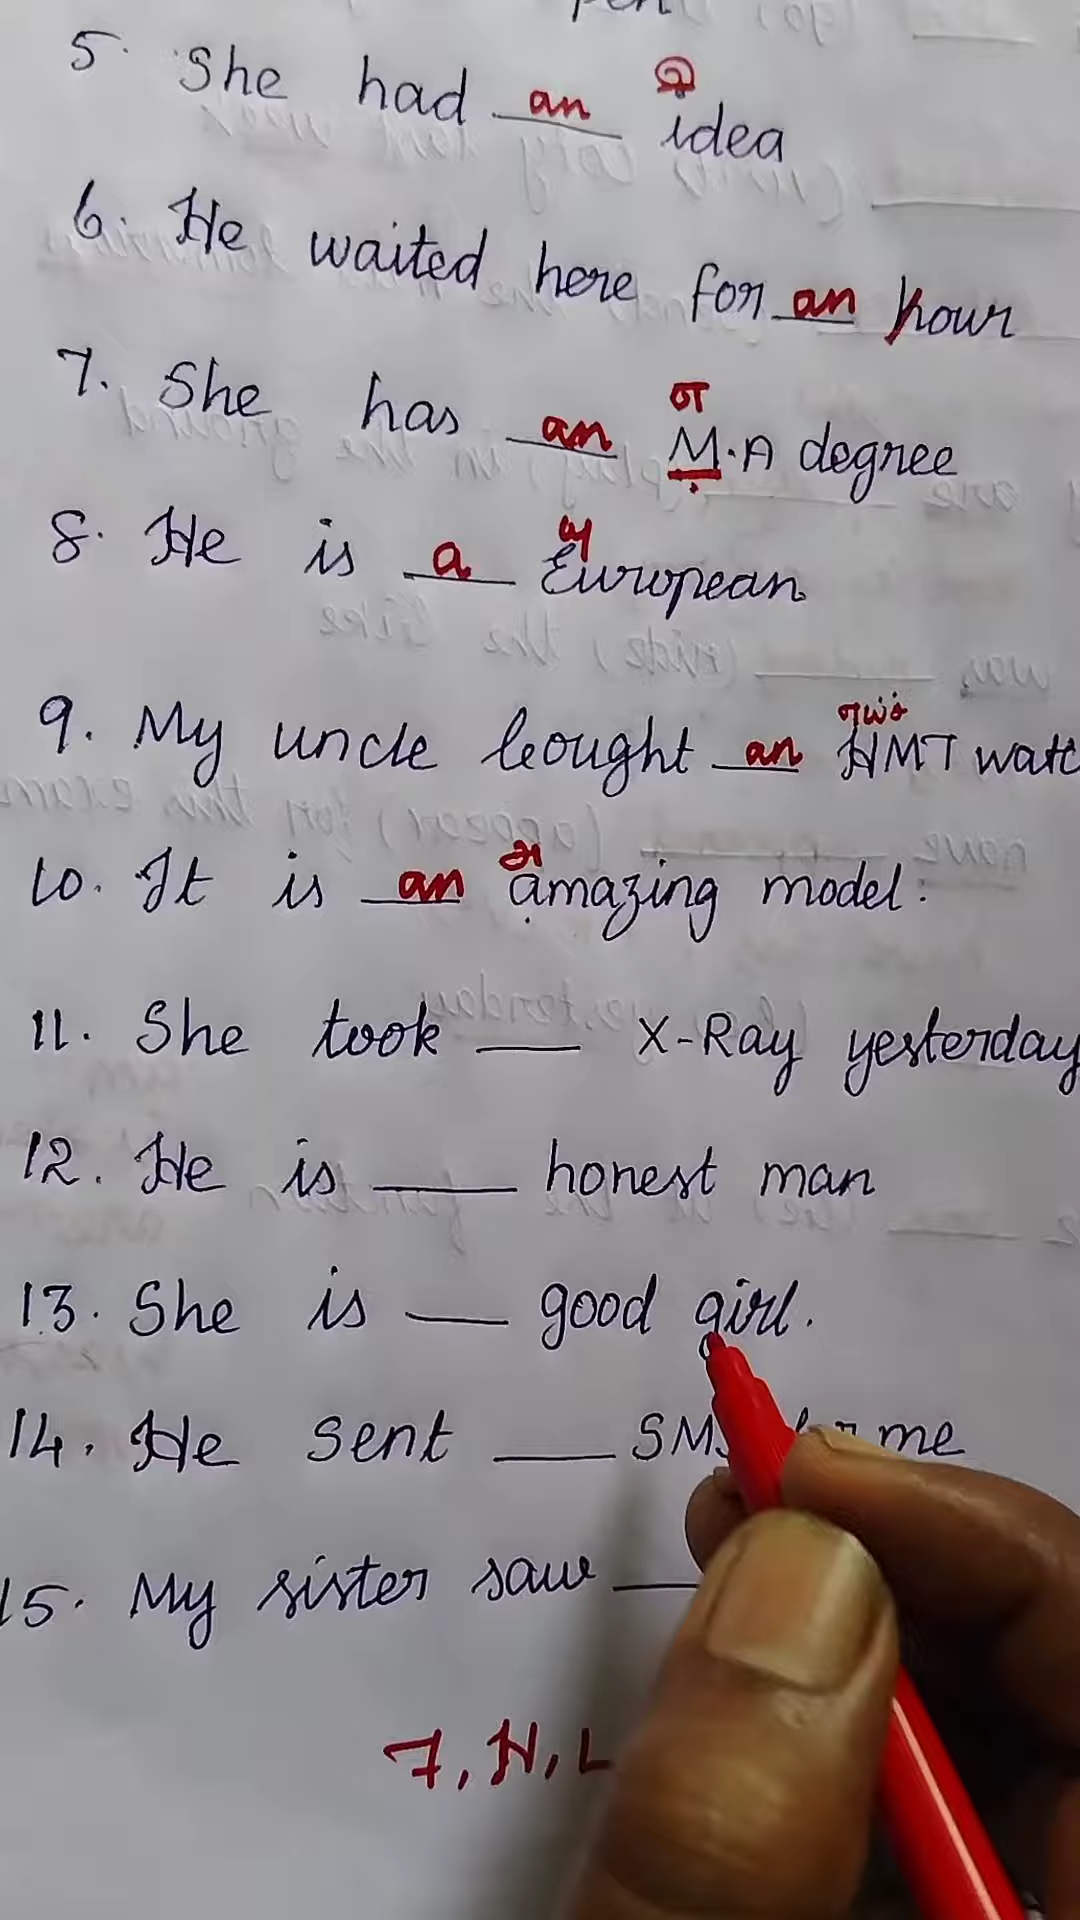 5. She had an idea
6. He waited here for an hour
7. She has an M.A degree
8. He is a European
9. My uncle bought an HMT
10. It is an amazing model.
11. She took ___ X-Ray yesterday
12. He is ___ honest man
13. She is ___ good girl.
14. He sent ___ SMS me
15. My sister saw ___
7, H, L